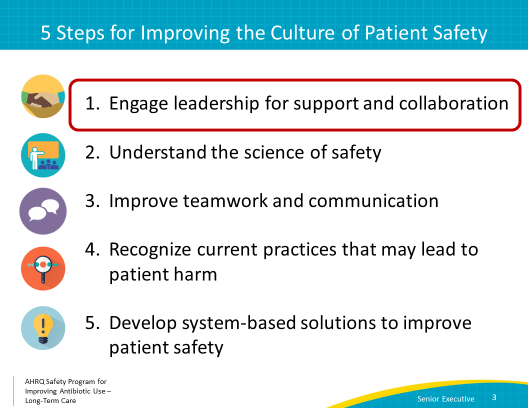 5 Steps for Improving the Culture of Patient Safety
1. Engage leadership for support and collaboration
2. Understand the science of safety
3. Improve teamwork and communication
4. Recognize current practices that may lead to
patient harm
5. Develop system-based solutions to improve
patient safety
AHRQ Safety Program for
Improving Antibiotic Use –
Long-Term Care
Senior Executive 3